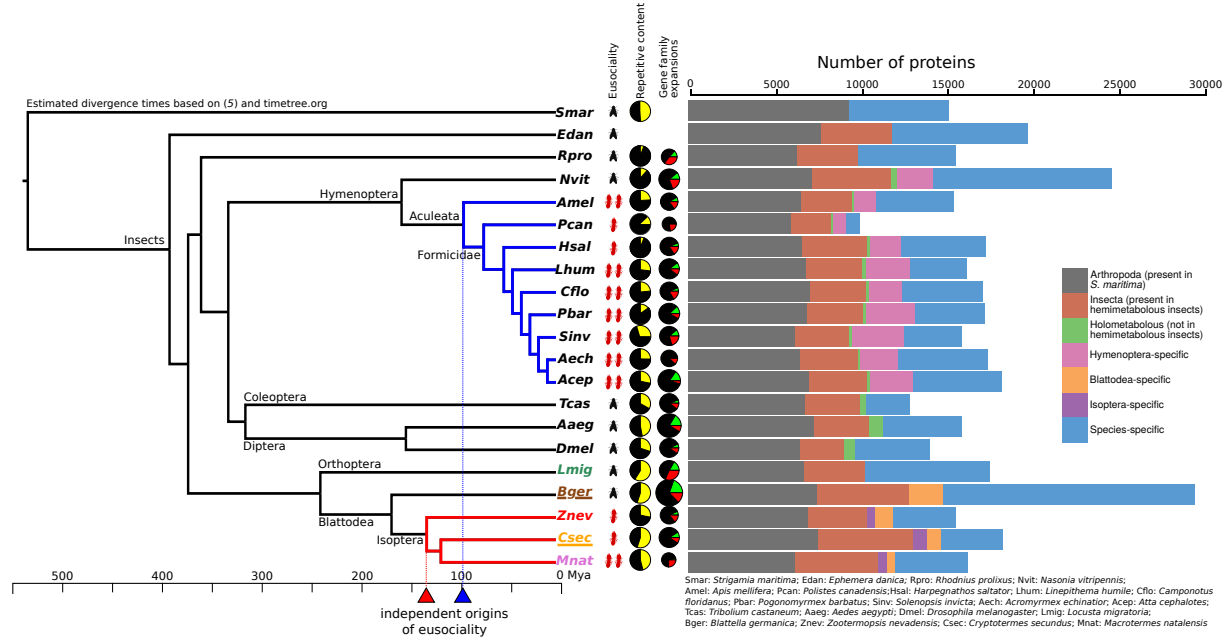 Eusociality
Repetitive content
Gene family
expansions
Number of proteins
0
5000
10000
15000
20000
25000
30000
Estimated divergence times based on (5) and timetree.org
Smar
Edan
Rpro
Nvit
Amel
Pcan
Hsal
Lhum
Cflo
Pbar
Sinv
Aech
Acep
Tcas
Aaeg
Dmel
Lmig
Bger
Znev
Csec
Mnat
Insects
Hymenoptera
Aculeata
Formicidae
Coleoptera
Diptera
Orthoptera
Blattodea
Isoptera
Arthropoda (present in
S. maritima)
Insecta (present in
hemimetabolous insects)
Holometabolous (not in
hemimetabolous insects)
Hymenoptera-specific
Blattodea-specific
Isoptera-specific
Species-specific
500
400
300
200
100
0 Mya
independent origins
of eusociality
Smar: Strigamia maritima; Edan: Ephemera danica; Rpro: Rhodnius prolixus; Nvit: Nasonia vitripennis;
Amel: Apis mellifera; Pcan: Polistes canadensis;Hsal: Harpegnathos saltator; Lhum: Linepithema humile; Cflo: Camponotus
floridanus; Pbar: Pogonomyrmex barbatus; Sinv: Solenopsis invicta; Aech: Acromyrmex echinatior; Acep: Atta cephalotes;
Tcas: Tribolium castaneum; Aaeg: Aedes aegypti; Dmel: Drosophila melanogaster; Lmig: Locusta migratoria;
Bger: Blattella germanica; Znev: Zootermopsis nevadensis; Csec: Cryptotermes secundus; Mnat: Macrotermes natalensis